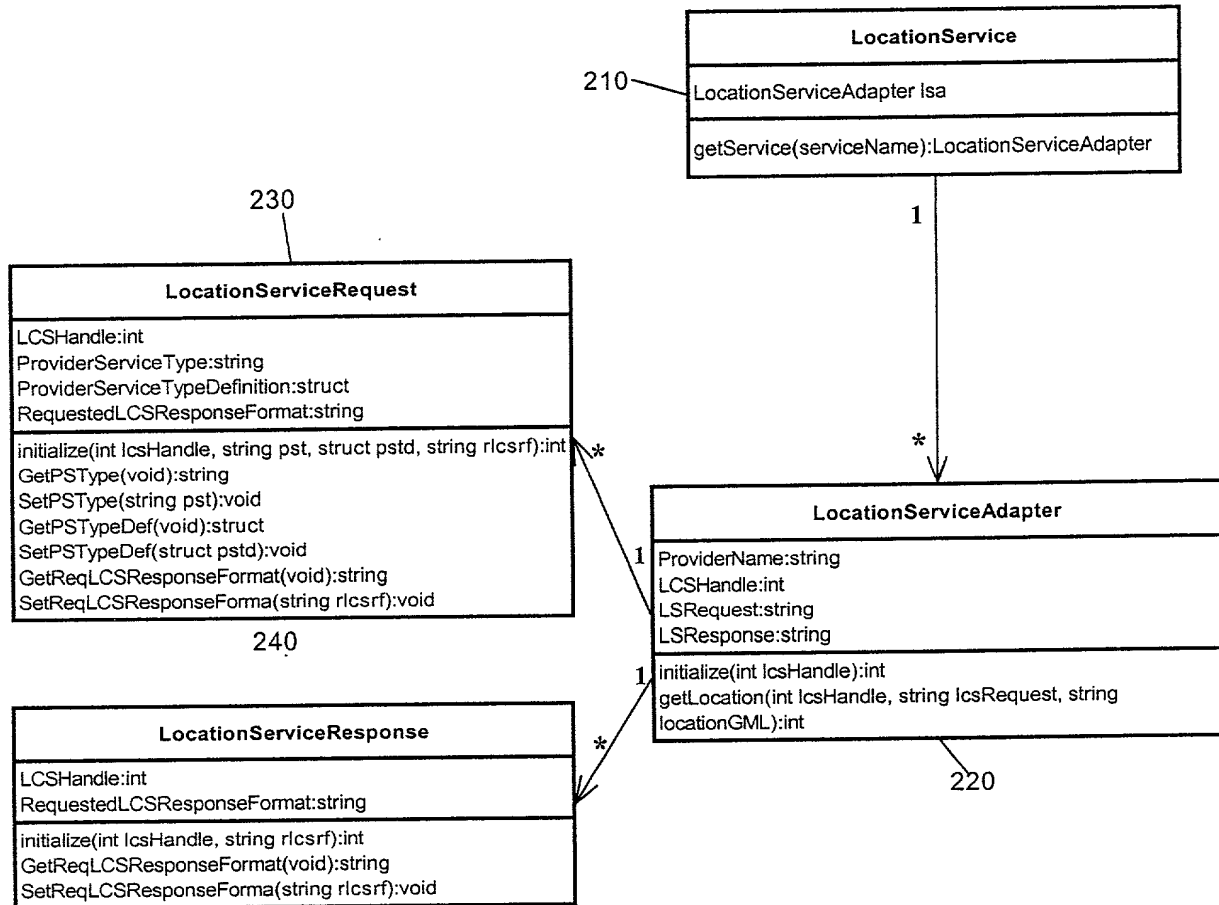 LocationService
210
LocationServiceAdapter lsa
getService(serviceName):LocationServiceAdapter
1
*
230
LocationServiceRequest
LCSHandle:int
ProviderServiceType:string
ProviderServiceTypeDefinition:struct
RequestedLCSResponseFormat:string
initialize(int lcsHandle, string pst, struct pstd, string rlcsrf):int
GetPSType(void):string
SetPSType(string pst):void
GetPSTypeDef(void):struct
SetPSTypeDef(struct pstd):void
GetReqLCSResponseFormat(void):string
SetReqLCSResponseForma(string rlcsrf):void
*
1
240
LocationServiceAdapter
ProviderName:string
LCSHandle:int
LSRequest:string
LSResponse:string
initialize(int lcsHandle):int
getLocation(int lcsHandle, string lcsRequest, string
locationGML):int
220
1
*
LocationServiceResponse
LCSHandle:int
RequestedLCSResponseFormat:string
initialize(int lcsHandle, string rlcsrf):int
GetReqLCSResponseFormat(void):string
SetReqLCSResponseForma(string rlcsrf):void